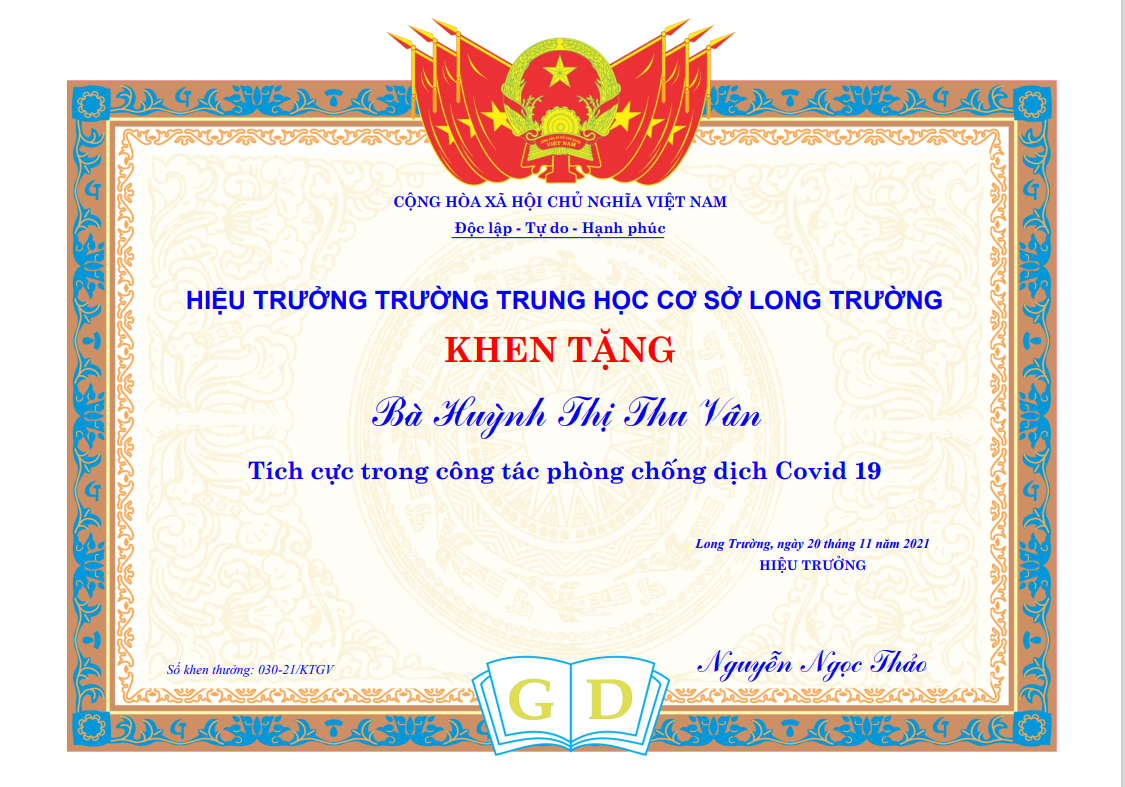 VIỆT NAM
CỘNG HÒA XÃ HỘI CHỦ NGHĨA VIỆT NAM
Độc lập - Tự do - Hạnh phúc
HIỆU TRƯỞNG TRƯỜNG TRUNG HỌC CƠ SỞ LONG TRƯỜNG
KHEN TẶNG
Bà Huỳnh Thị Thu Vân
Tích cực trong công tác phòng chống dịch Covid 19
Long Trường, ngày 20 tháng 11 năm 2021
HIỆU TRƯỞNG
Nguyễn Ngọc Thảo
Số khen thưởng: 030-21/KTGV
G D